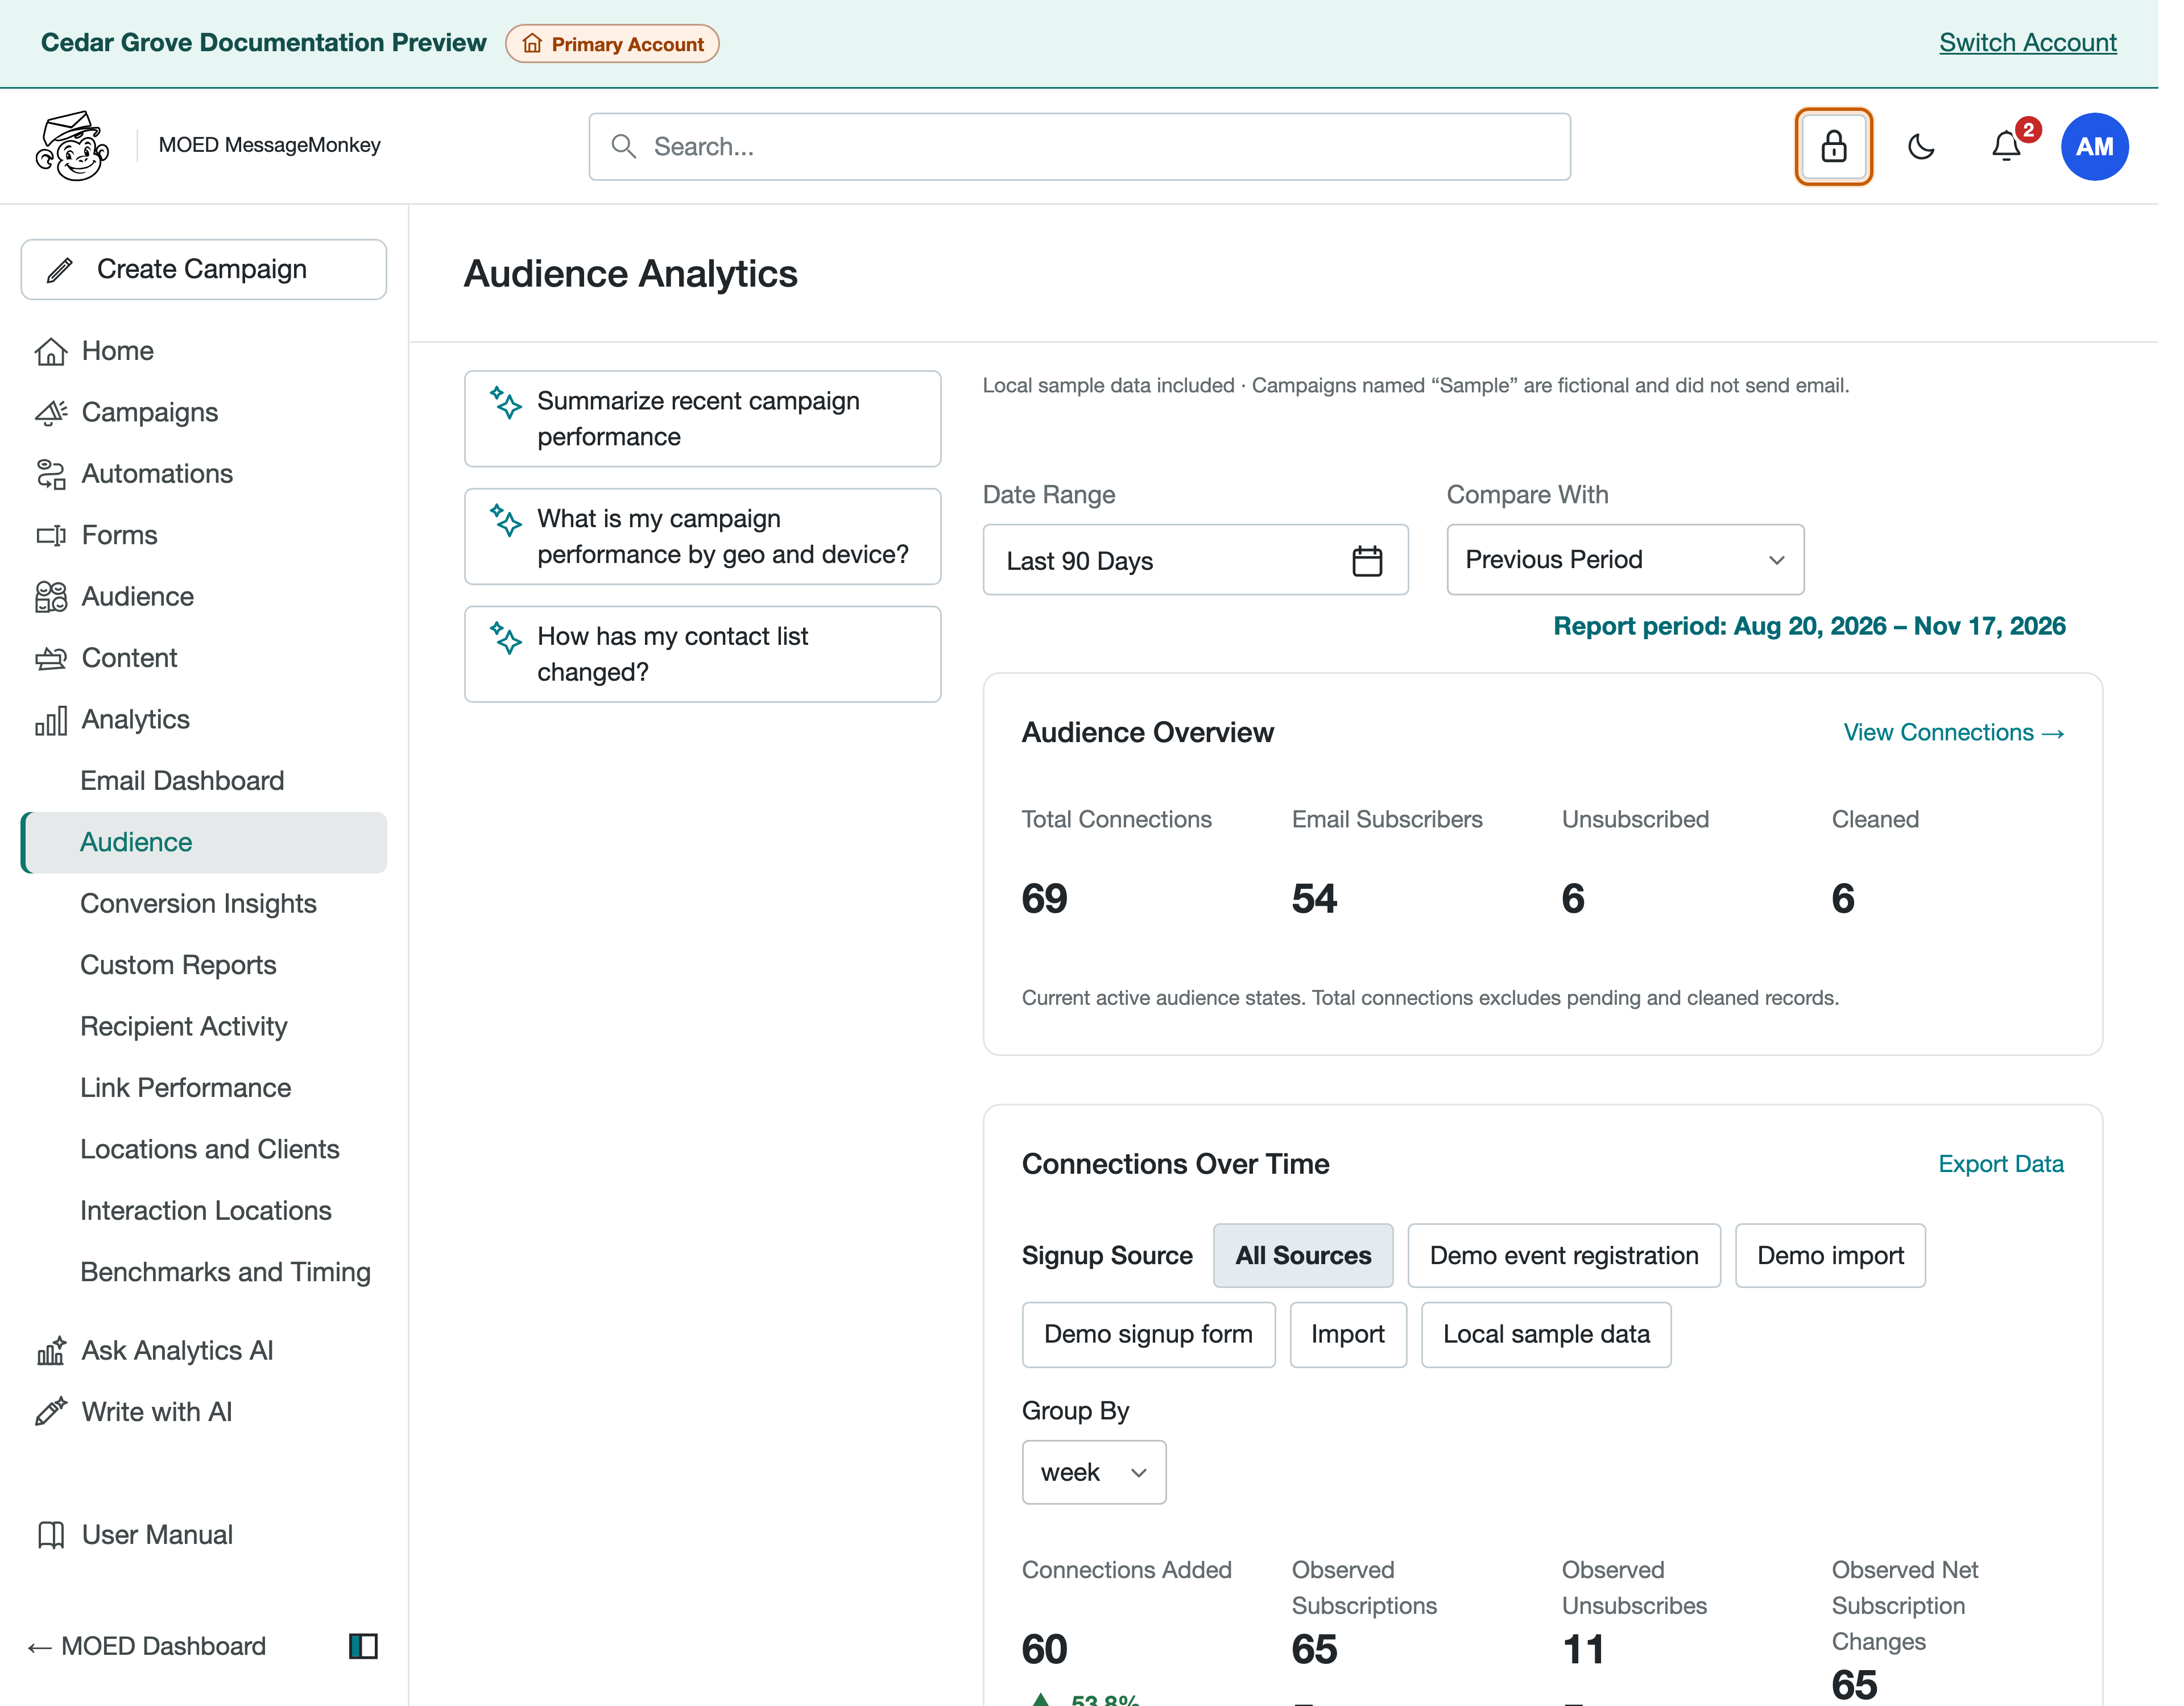 Cedar Grove Documentation Preview
Primary Account
Switch Account
MOED MessageMonkey
Search...
2
AM
Create Campaign
Home
Campaigns
Automations
Forms
Audience
Content
Analytics
Email Dashboard
Audience
Conversion Insights
Custom Reports
Recipient Activity
Link Performance
Locations and Clients
Interaction Locations
Benchmarks and Timing
Ask Analytics AI
Write with AI
User Manual
← MOED Dashboard
Audience Analytics
Summarize recent campaign
performance
What is my campaign
performance by geo and device?
How has my contact list
changed?
Local sample data included · Campaigns named “Sample” are fictional and did not send email.
Date Range
Last 90 Days
Compare With
Previous Period
Report period: Aug 20, 2026 – Nov 17, 2026
Audience Overview
View Connections →
Total Connections
69
Email Subscribers
54
Unsubscribed
6
Cleaned
6
Current active audience states. Total connections excludes pending and cleaned records.
Connections Over Time
Export Data
Signup Source
All Sources
Demo event registration
Demo import
Demo signup form
Import
Local sample data
Group By
week
Connections Added
60
53.8%
Observed
Subscriptions
65
Observed
Unsubscribes
11
Observed Net
Subscription
Changes
65